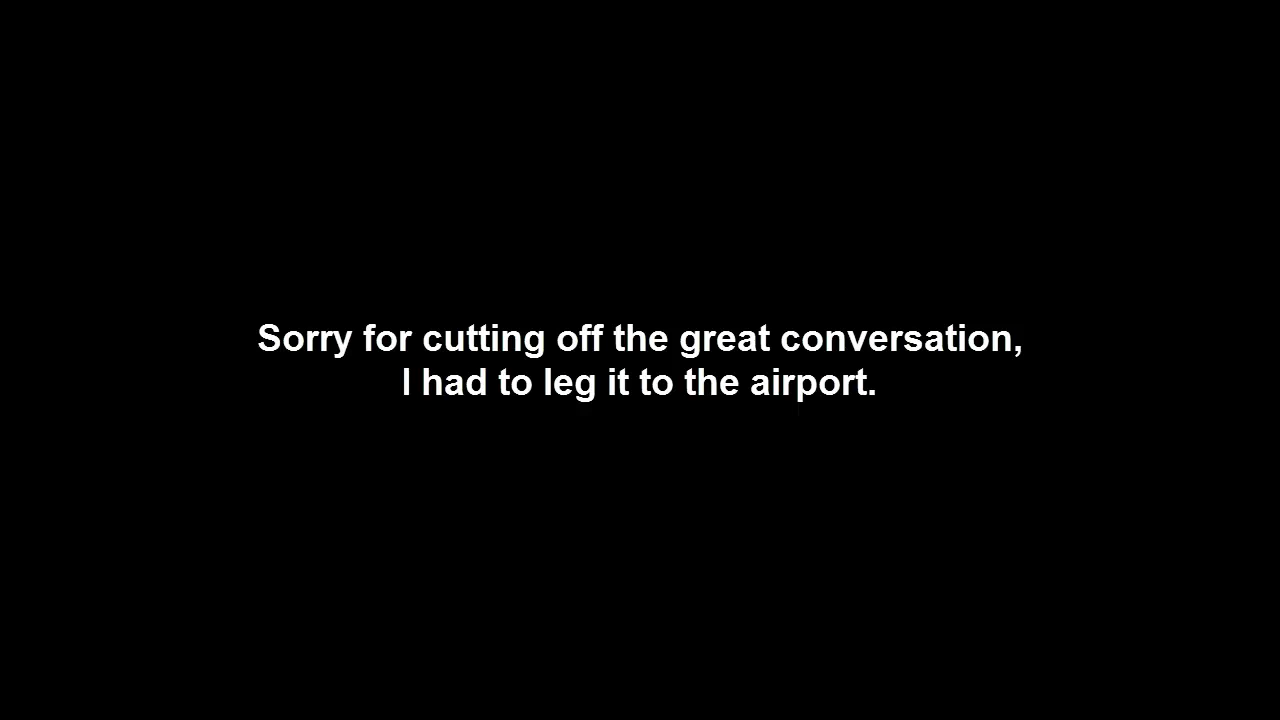 Sorry for cutting off the great conversation,
I had to leg it to the airport.